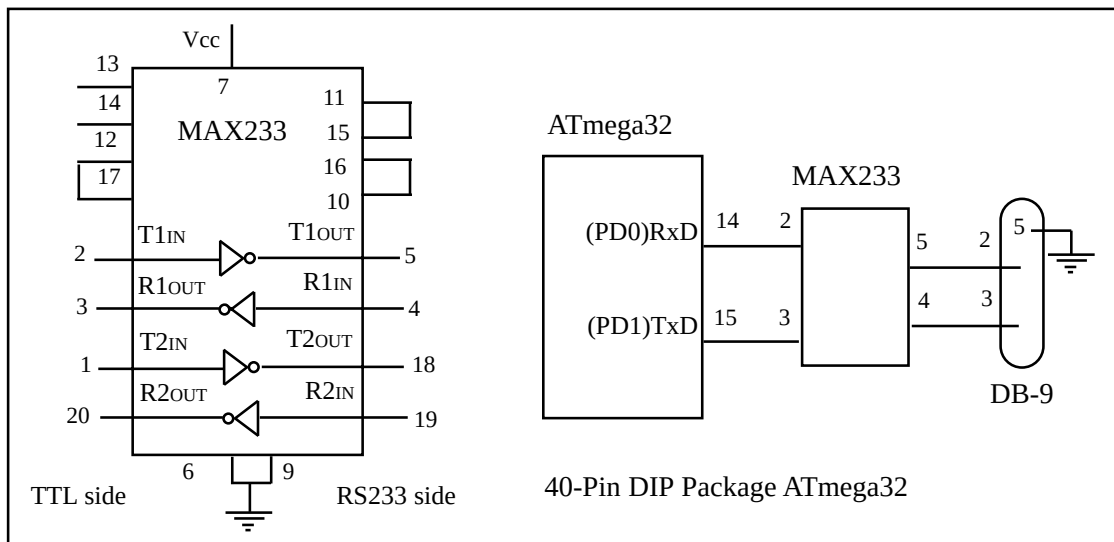 Vcc
7
MAX233
13
14
12
17
11
15
16
10
2
T1IN
T1OUT
5
3
R1OUT
R1IN
4
1
T2IN
T2OUT
18
20
R2OUT
R2IN
19
6
9
TTL side
RS233 side
ATmega32
MAX233
(PD0)RxD
14
2
(PD1)TxD
15
3
5
2
5
4
3
DB-9
40-Pin DIP Package ATmega32